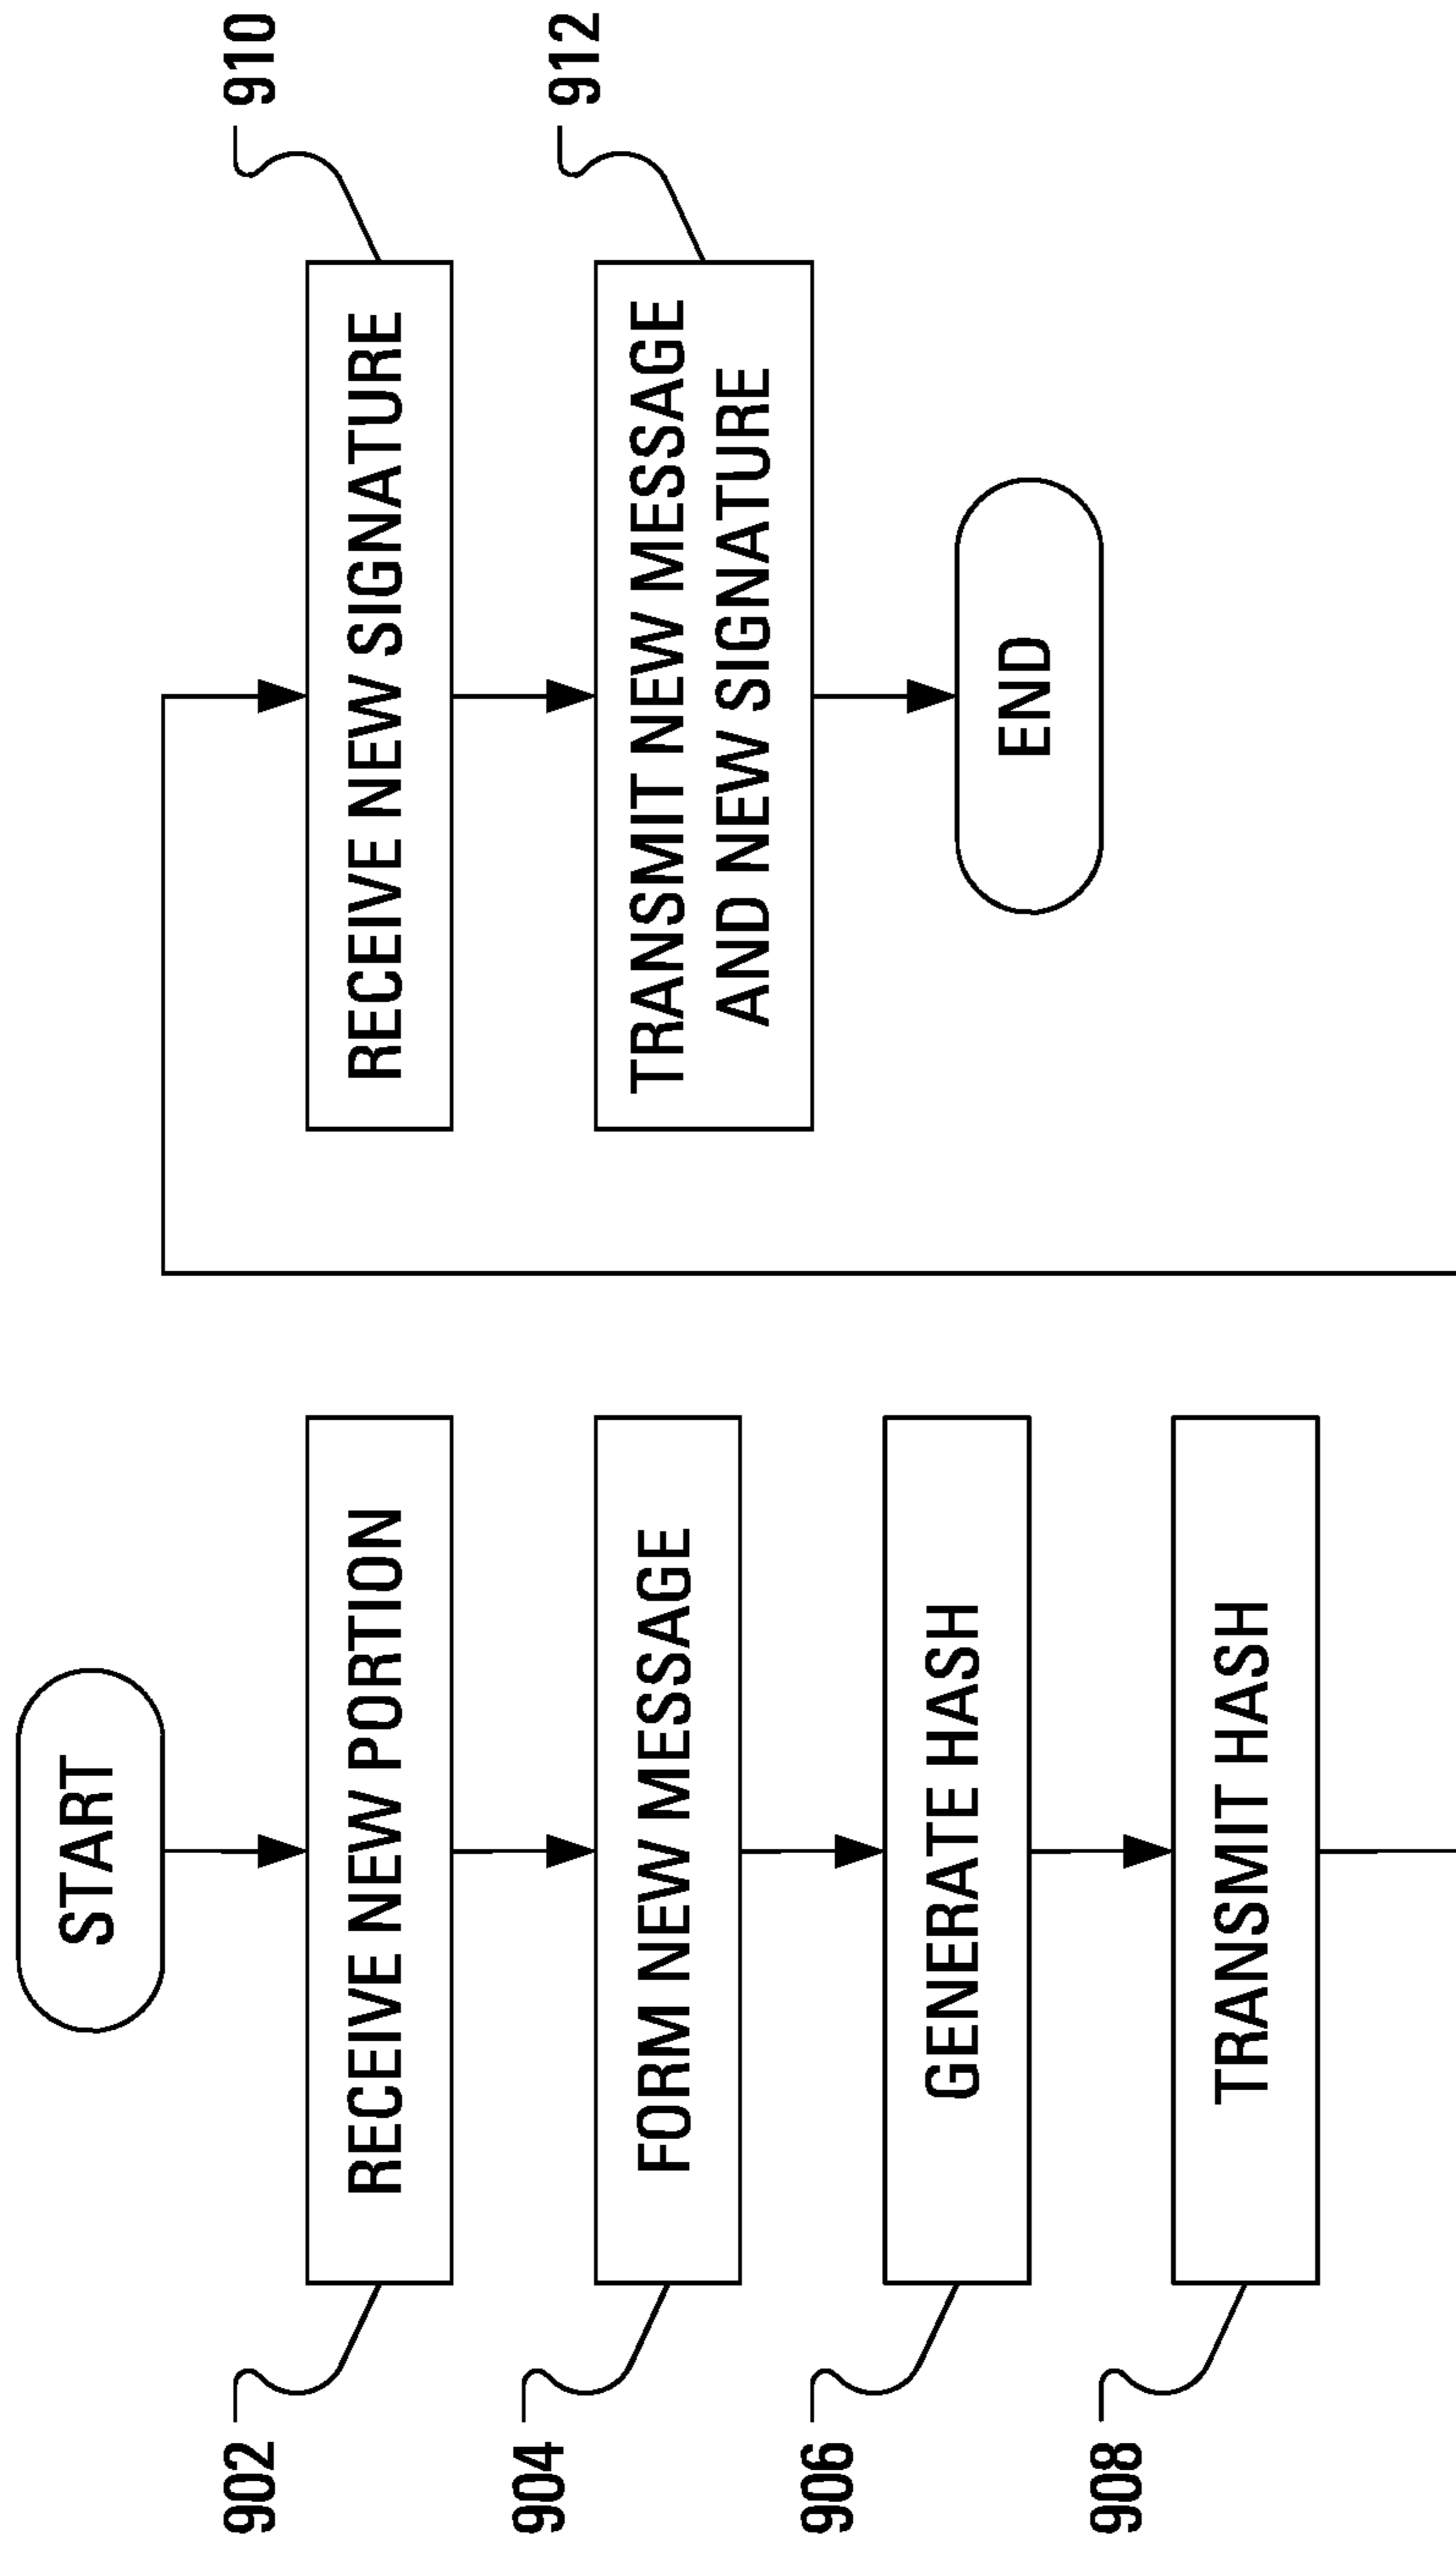 START
902
RECEIVE NEW PORTION
904
FORM NEW MESSAGE
906
GENERATE HASH
908
TRANSMIT HASH
910
RECEIVE NEW SIGNATURE
912
TRANSMIT NEW MESSAGE
AND NEW SIGNATURE
END